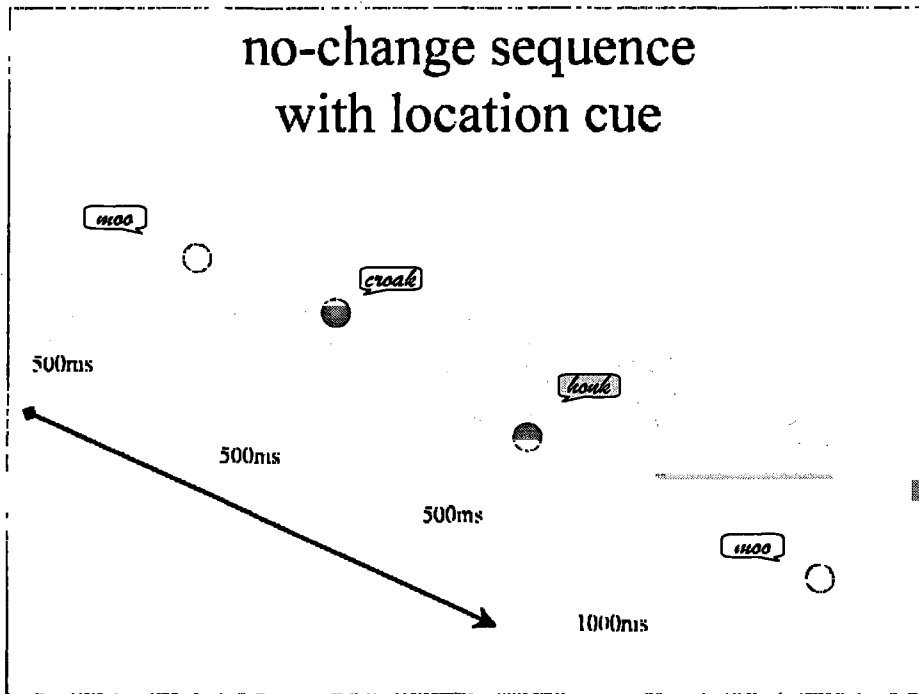 no-change sequence
with location cue
moo
croak
500ms
honk
500ms
500ms
moo
1000ms